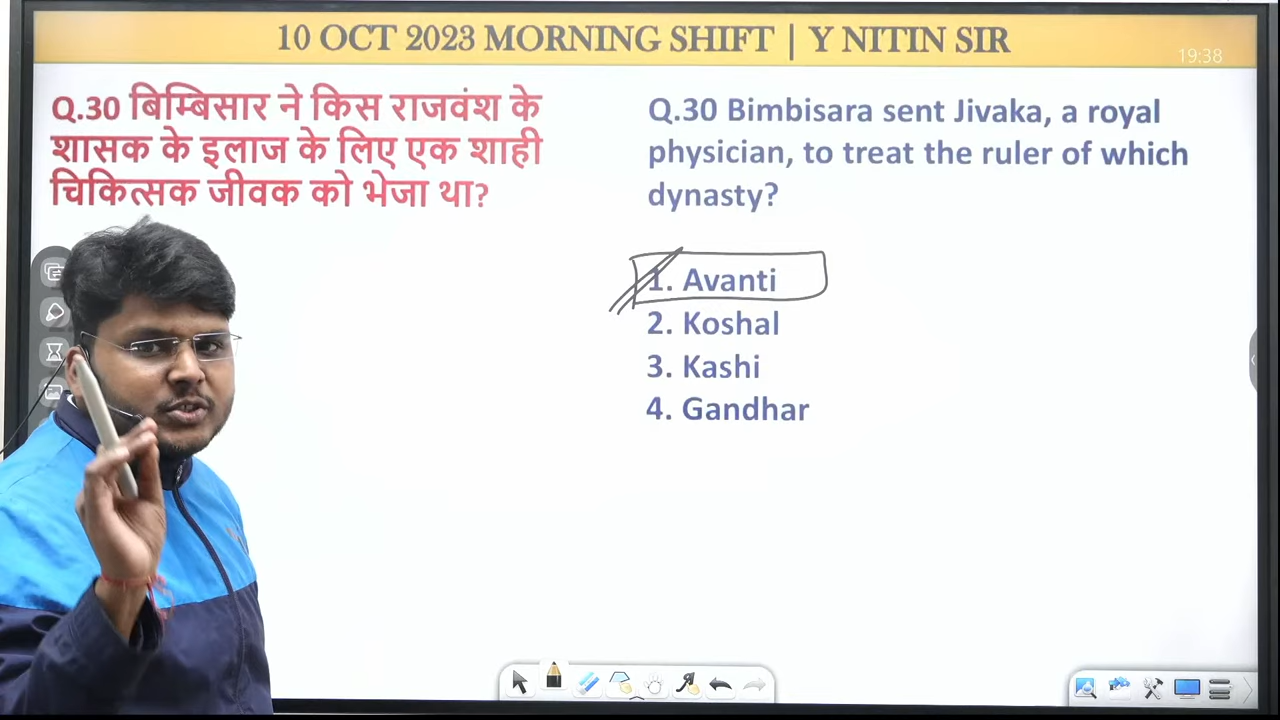 10 OCT 2023 MORNING SHIFT | Y NITIN SIR
19:38
Q.30 बिम्बिसार ने किस राजवंश के
शासक के इलाज के लिए एक शाही
चिकित्सक जीवक को भेजा था?
Q.30 Bimbisara sent Jivaka, a royal
physician, to treat the ruler of which
dynasty?
1. Avanti
2. Koshal
3. Kashi
4. Gandhar